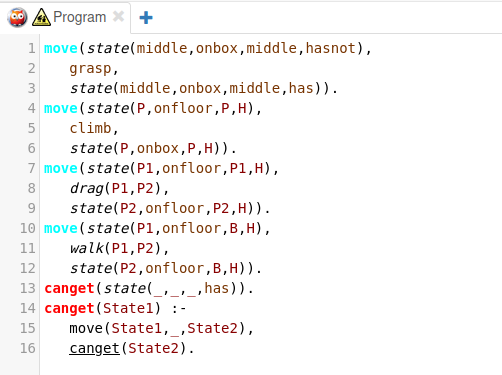 Program
1 move(state(middle,onbox,middle,hasnot),
2    grasp,
3    state(middle,onbox,middle,has)).
4 move(state(P,onfloor,P,H),
5    climb,
6    state(P,onbox,P,H)).
7 move(state(P1,onfloor,P1,H),
8    drag(P1,P2),
9    state(P2,onfloor,P2,H)).
10 move(state(P1,onfloor,B,H),
11    walk(P1,P2),
12    state(P2,onfloor,B,H)).
13 canget(state(_,_,_,has)).
14 canget(State1) :-
15    move(State1,_,State2),
16    canget(State2).